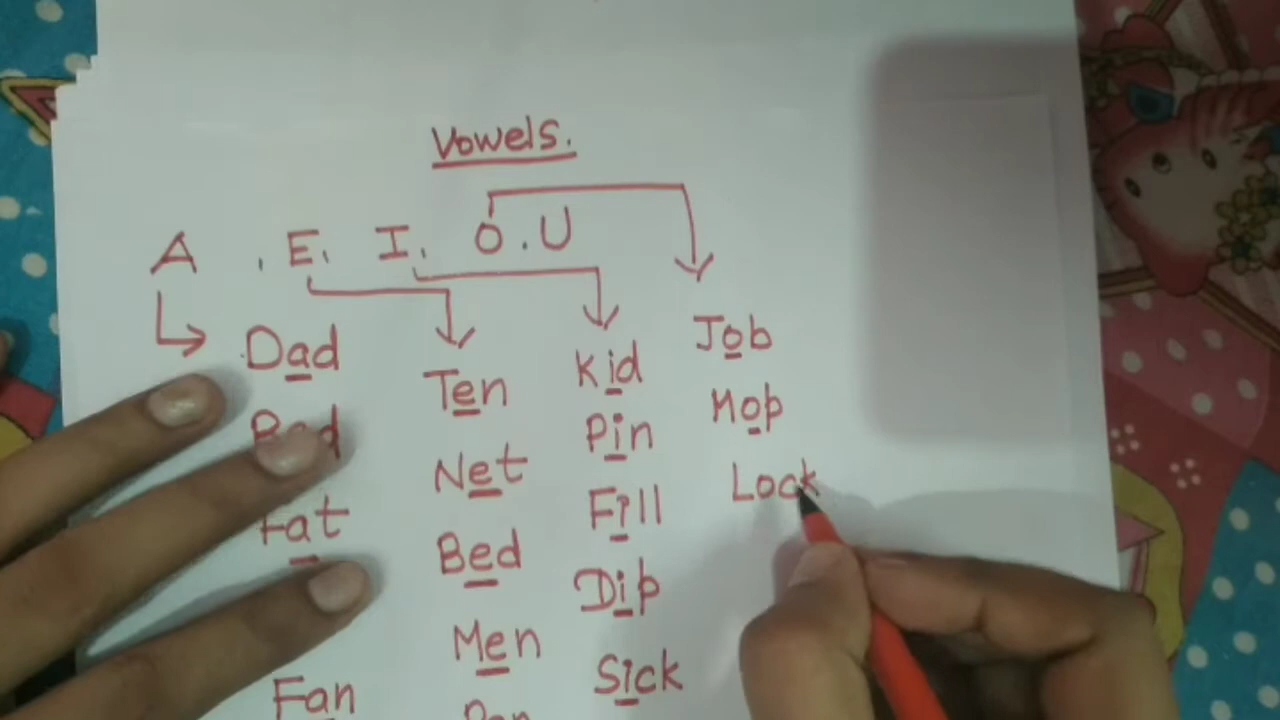 Vowels.
A , E. I. O. U
Dad
Fat
Fan
Ten
Net
Bed
Men
Kid
Pin
Fill
Dip
Sick
Job
Mop
Lock